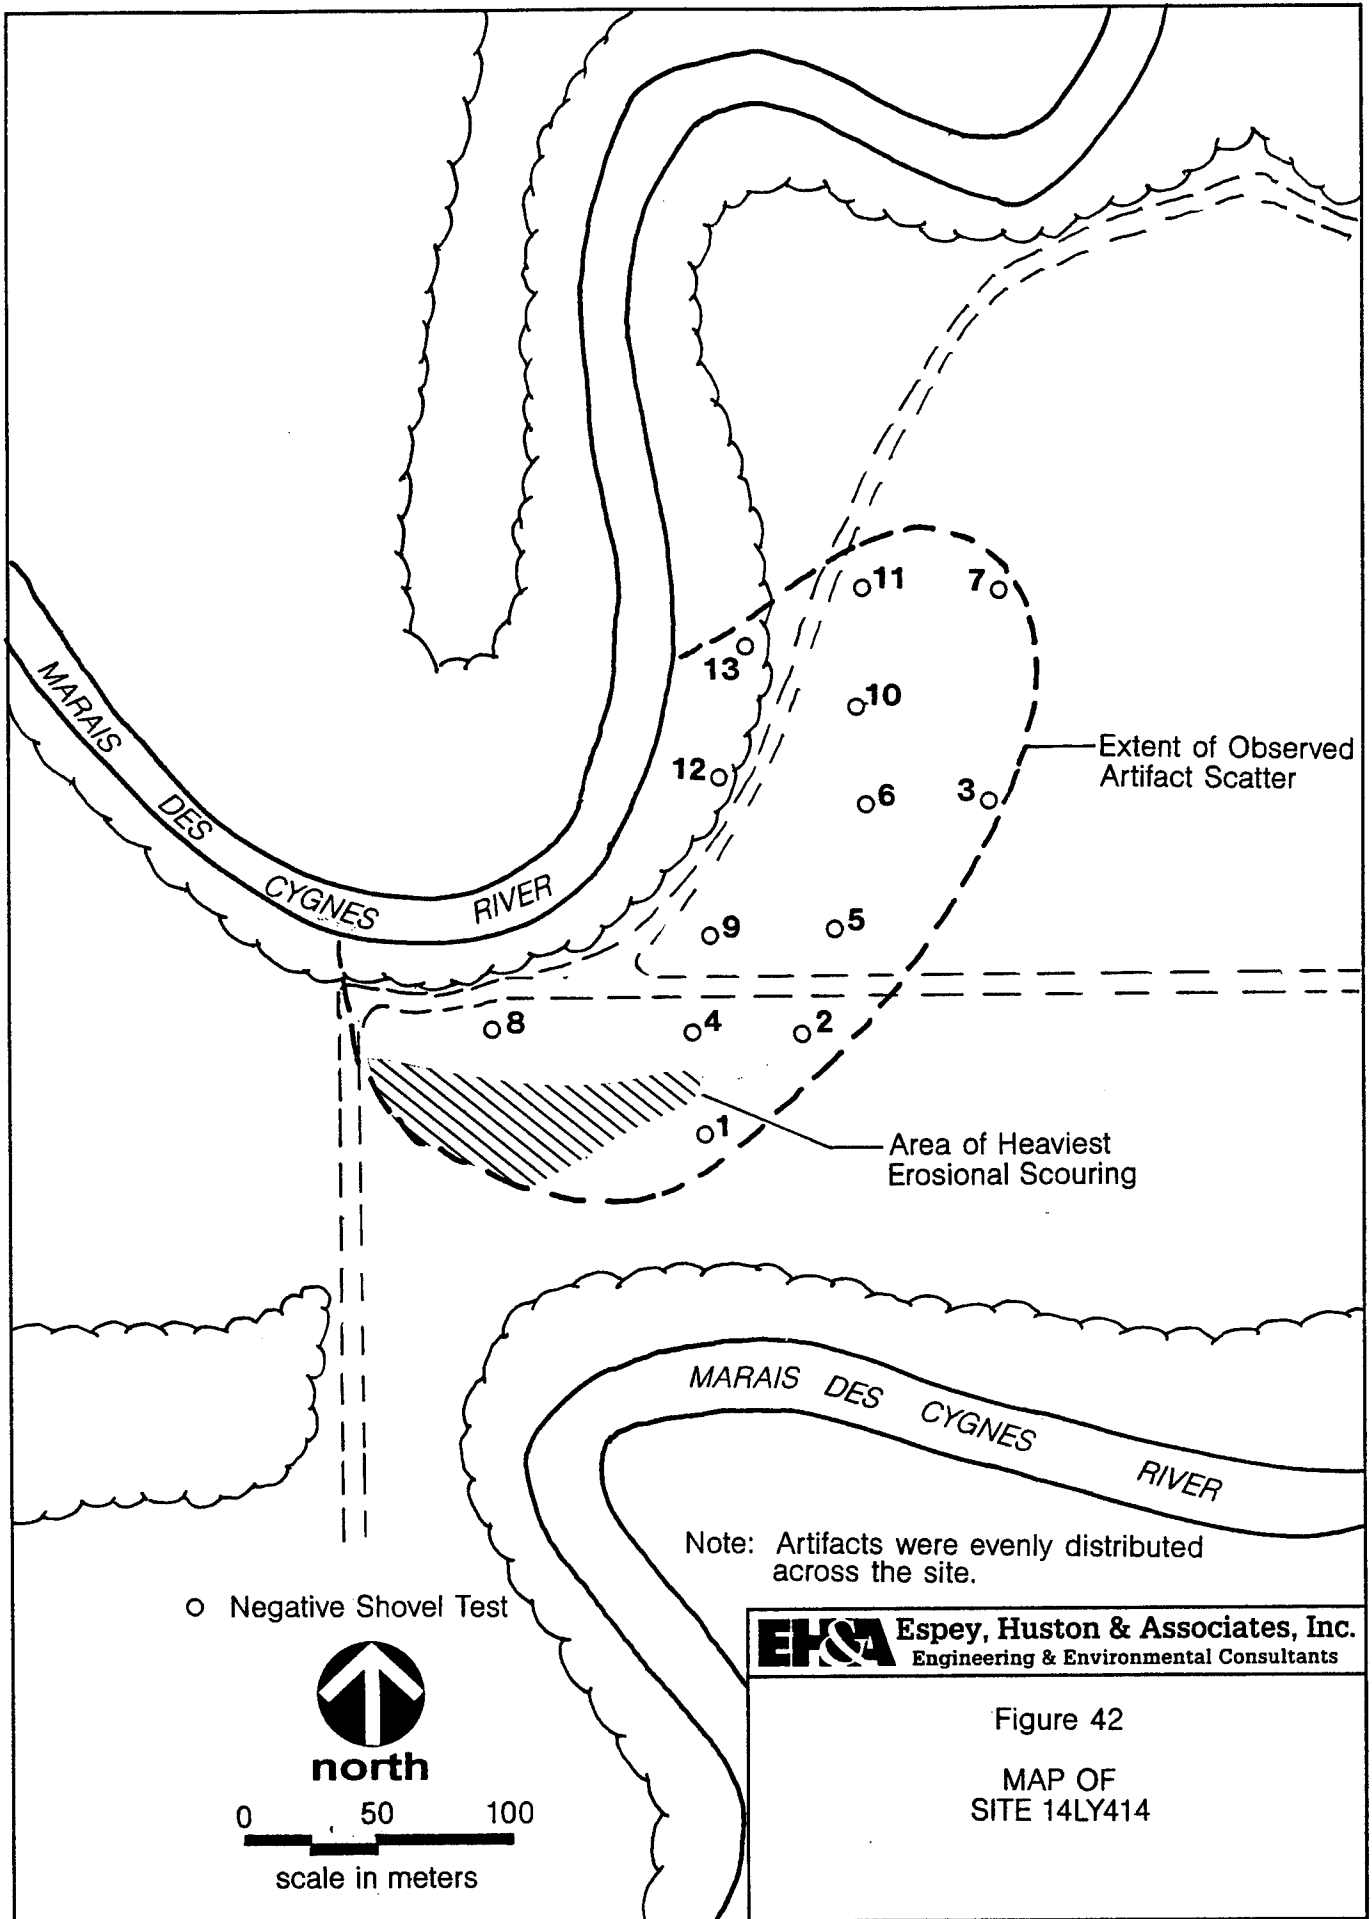 11
7
13
10
Extent of Observed
Artifact Scatter
12
6
3
MARAIS DES CYGNES RIVER
9
5
8
4
2
1
Area of Heaviest
Erosional Scouring
MARAIS DES CYGNES RIVER
Note: Artifacts were evenly distributed
across the site.
Negative Shovel Test
north
0 50 100
scale in meters
EH&A Espey, Huston & Associates, Inc.
Engineering & Environmental Consultants
Figure 42
MAP OF
SITE 14LY414